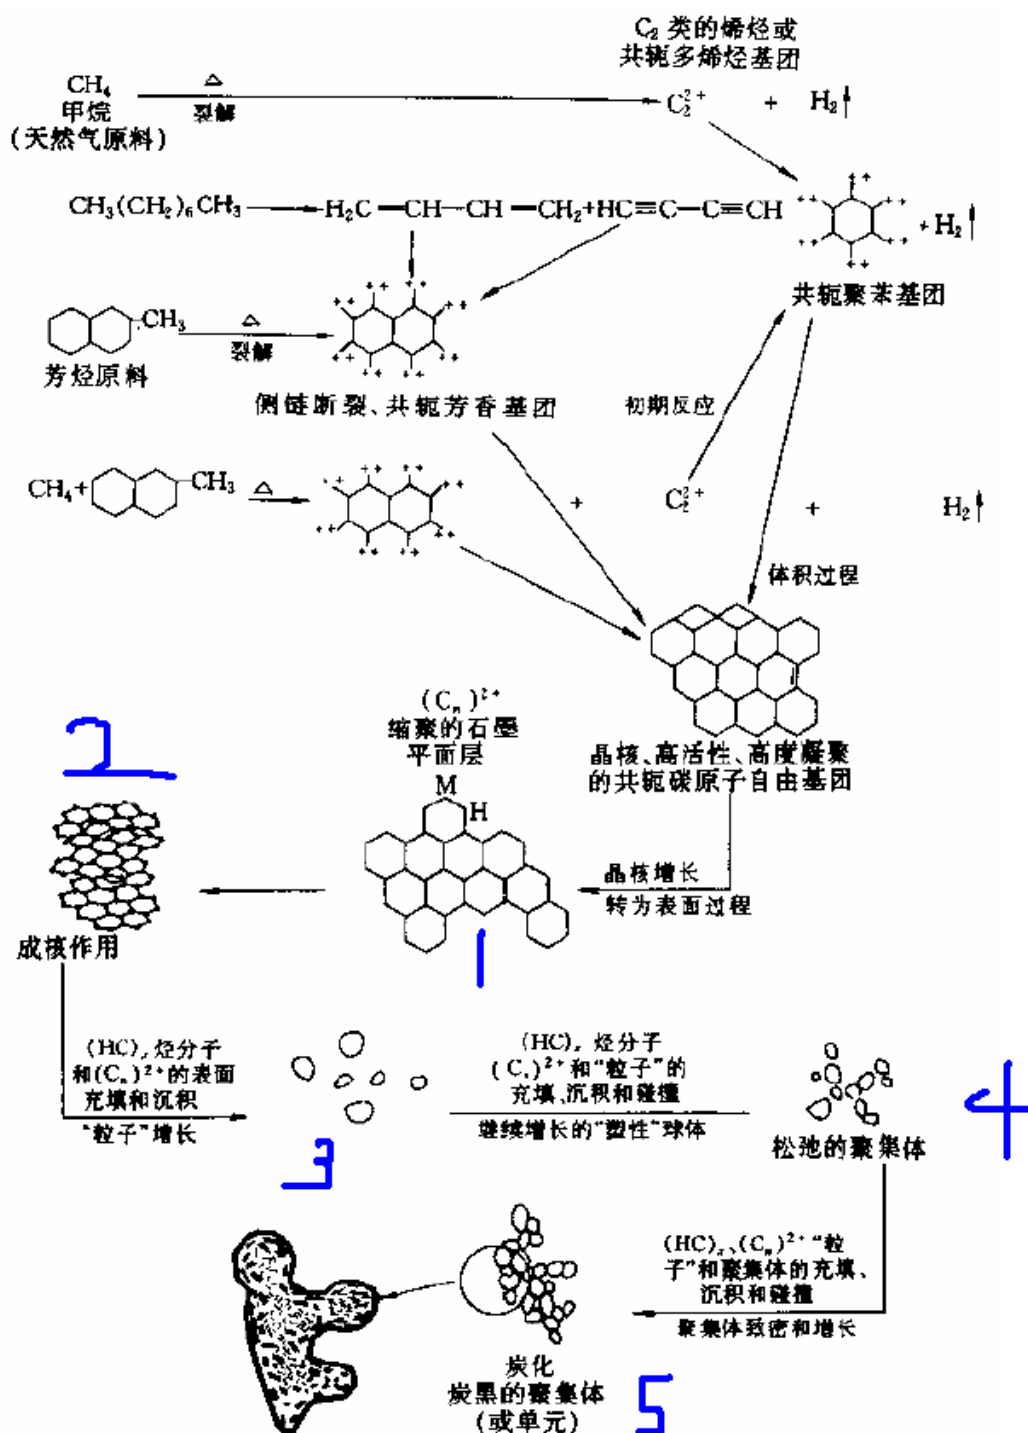 C₂ 类的烯烃或
共轭多烯烃基团
CH₄
甲烷
(天然气原料)
△
裂解
C₂²⁺ + H₂↑
CH₃(CH₂)₆CH₃
H₂C—CH—CH—CH₂+HC≡C—C≡CH
+ H₂↑
共轭聚苯基团
CH₃
芳烃原料
△
裂解
侧链断裂、共轭芳香基团
初期反应
CH₄+
CH₃
△
+ C₂²⁺ + H₂↑
体积过程
晶核、高活性、高度凝聚
的共轭碳原子自由基团
(Cₙ)²⁺
缩聚的石墨
平面层
M
H
晶核增长
转为表面过程
1
2
成核作用
(HC), 烃分子
和(Cₙ)²⁺的表面
充填和沉积
“粒子”增长
3
(HC), 烃分子
(C,)²⁺和“粒子”的
充填、沉积和碰撞
继续增长的“塑性”球体
松弛的聚集体
4
(HC)ₓ、(Cₙ)²⁺“粒
子”和聚集体的充填、
沉积和碰撞
聚集体致密和增长
炭化
炭黑的聚集体
(或单元)
5